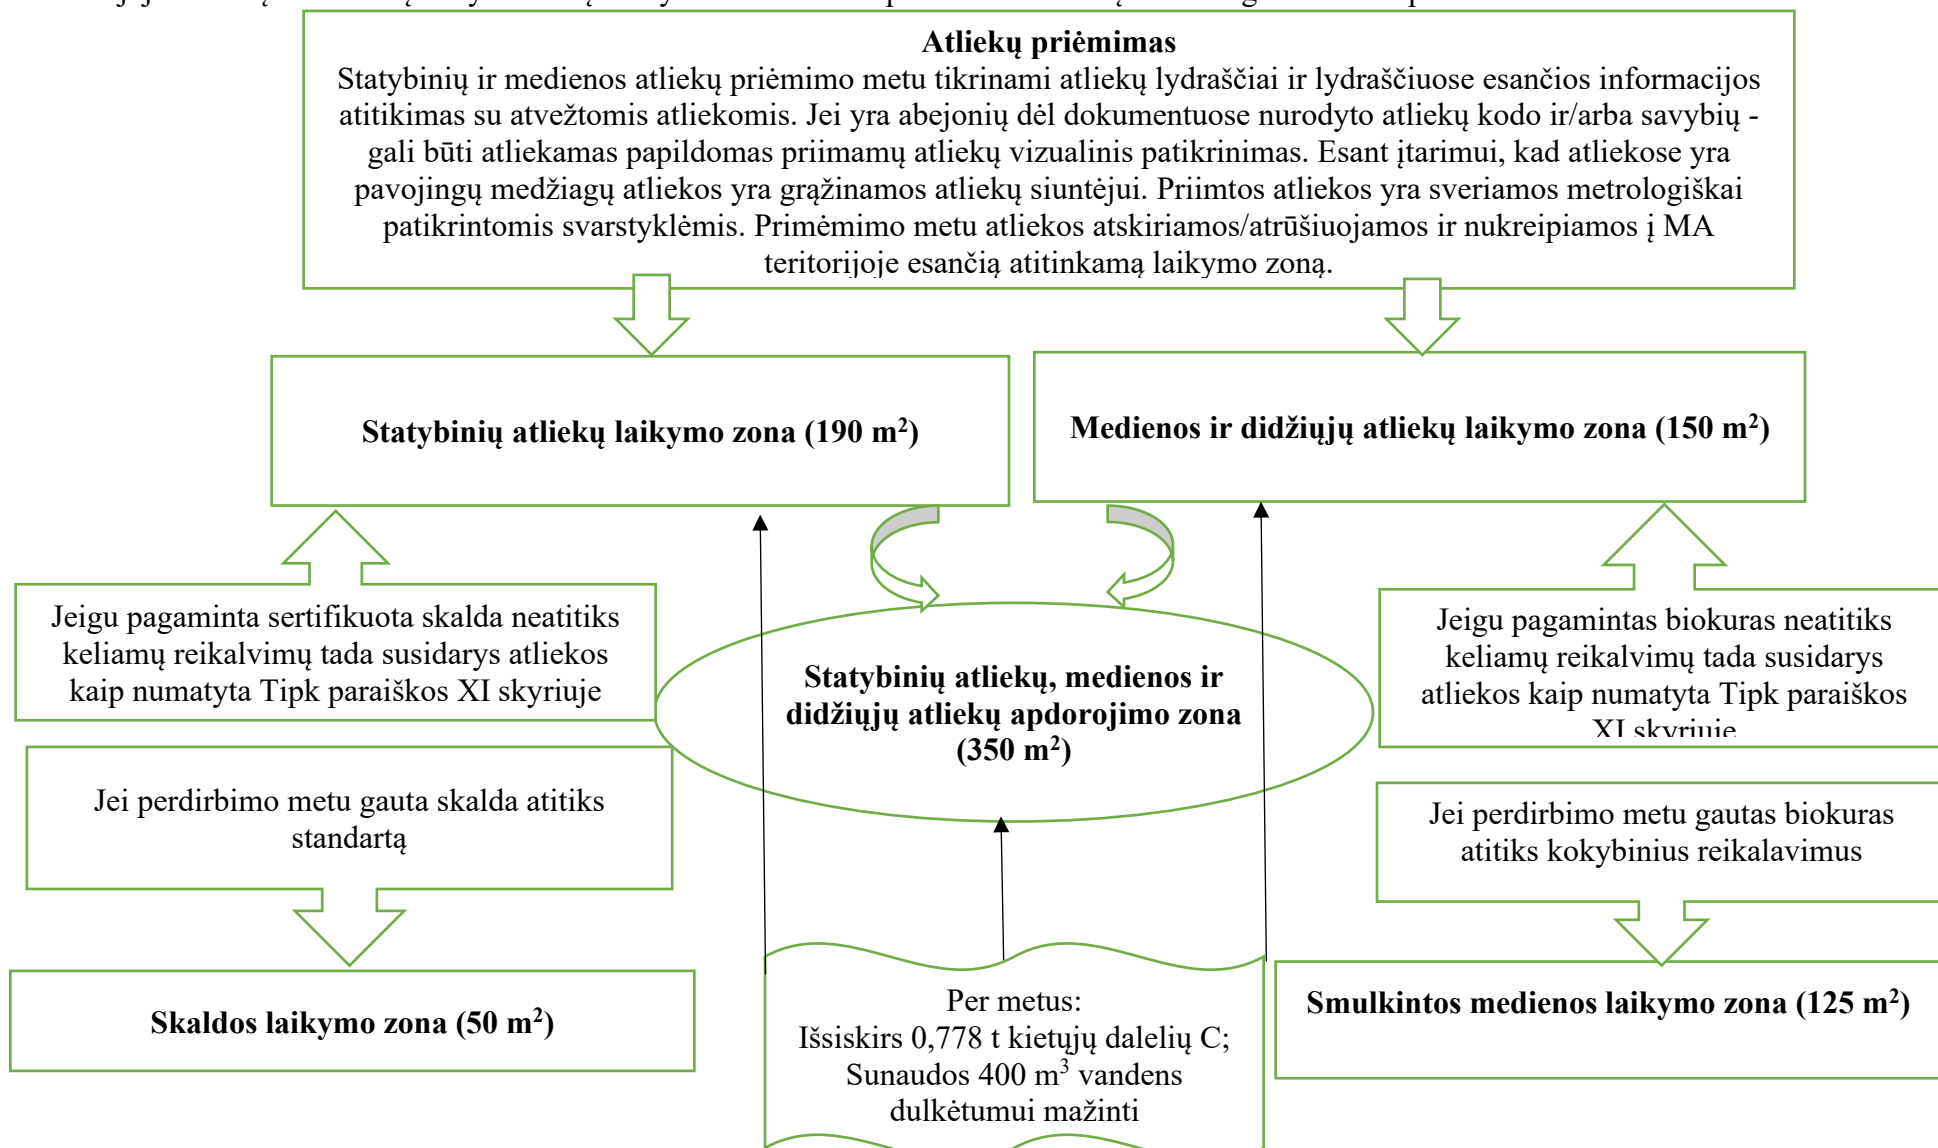 Atliekų priėmimas
Statybinių ir medienos atliekų priėmimo metu tikrinami atliekų lydraščiai ir lydraščiuose esančios informacijos
atitikimas su atvežtomis atliekomis. Jei yra abejonių dėl dokumentuose nurodyto atliekų kodo ir/arba savybių -
gali būti atliekamas papildomas priimamų atliekų vizualinis patikrinimas. Esant įtarimui, kad atliekose yra
pavojingų medžiagų atliekos yra grąžinamos atliekų siuntėjui. Priimtos atliekos yra sveriamos metrologiškai
patikrintomis svarstyklėmis. Primėmimo metu atliekos atskiriamos/atrūšiuojamos ir nukreipiamos į MA
teritorijoje esančią atitinkamą laikymo zoną.
Statybinių atliekų laikymo zona (190 m²)
Medienos ir didžiųjų atliekų laikymo zona (150 m²)
Jeigu pagaminta sertifikuota skalda neatitiks
keliamų reikalvimų tada susidarys atliekos
kaip numatyta Tipk paraiškos XI skyriuje
Statybinių atliekų, medienos ir
didžiųjų atliekų apdorojimo zona
(350 m²)
Jeigu pagamintas biokuras neatitiks
keliamų reikalvimų tada susidarys
atliekos kaip numatyta Tipk paraiškos
XI skyriuje
Jei perdirbimo metu gauta skalda atitiks
standartą
Jei perdirbimo metu gautas biokuras
atitiks kokybinius reikalavimus
Skaldos laikymo zona (50 m²)
Per metus:
Išsiskirs 0,778 t kietųjų dalelių C;
Sunaudos 400 m³ vandens
dulkėtumui mažinti
Smulkintos medienos laikymo zona (125 m²)